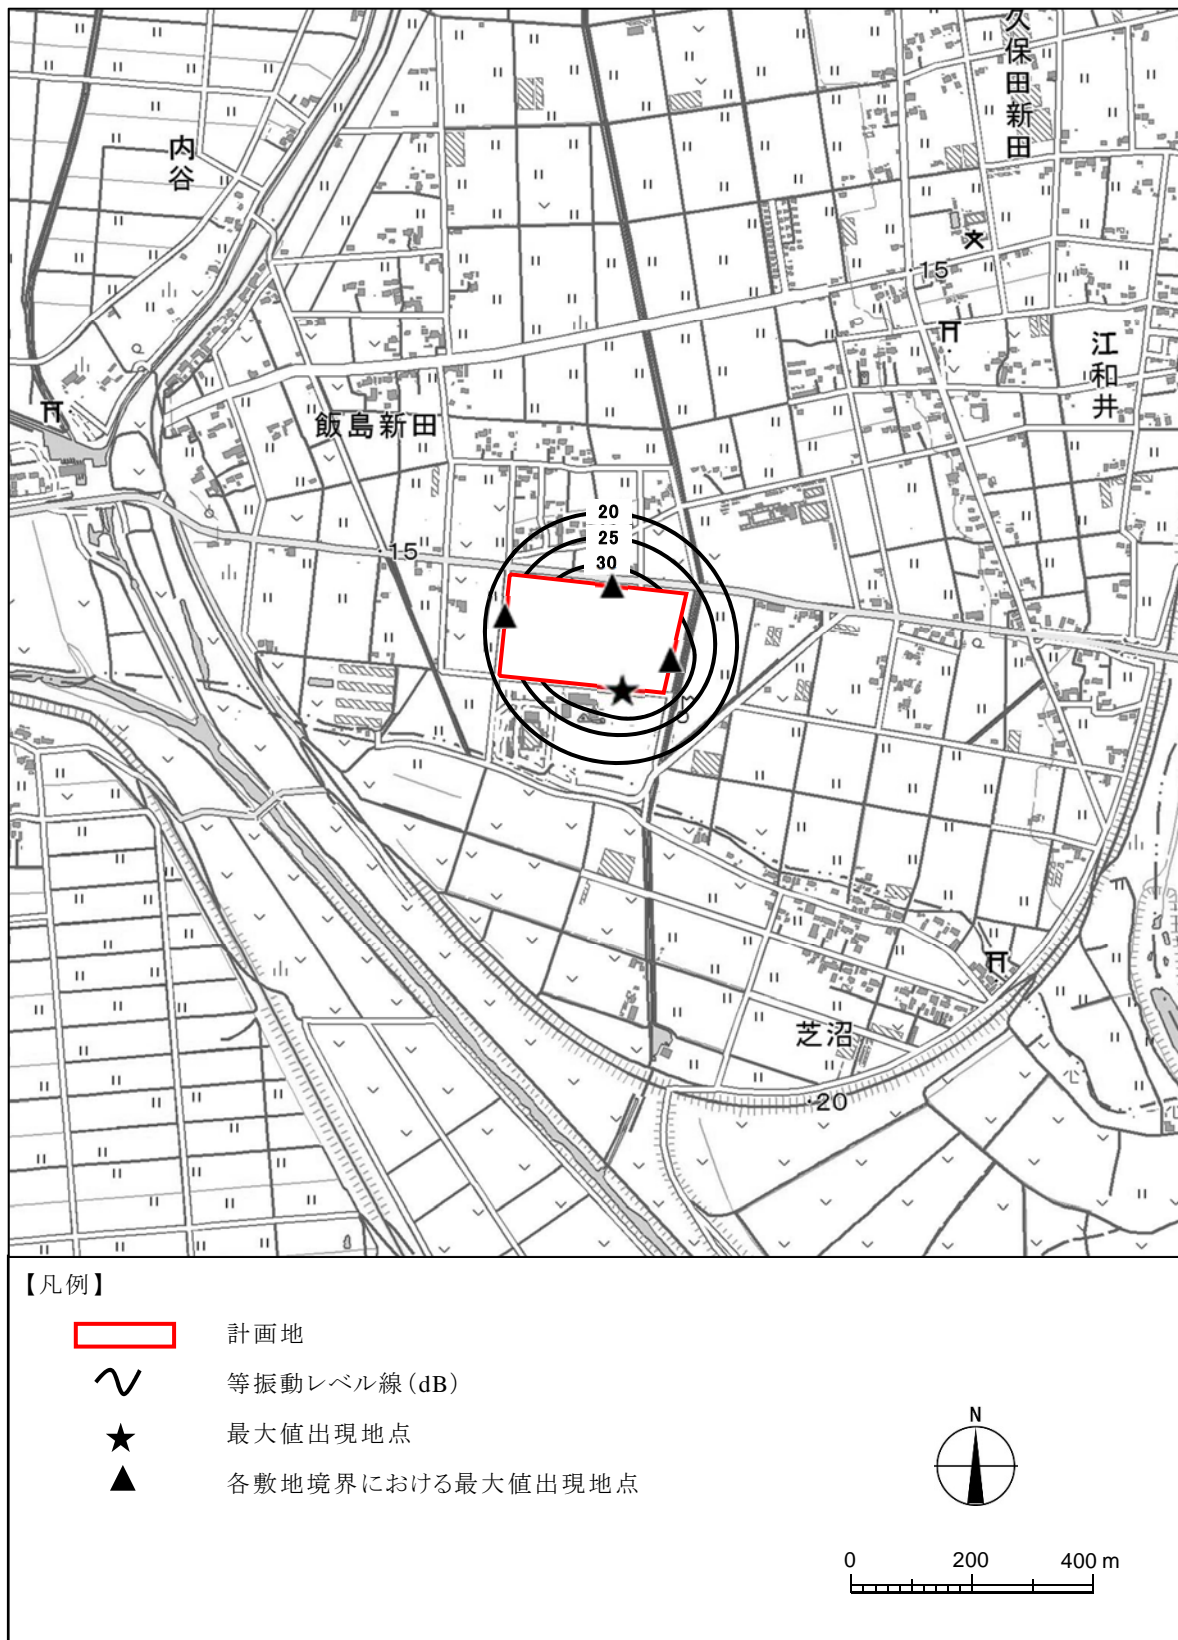 久保田新田
内谷
15
江和井
飯島新田
20
25
30
15
芝沼
20
【凡例】
計画地
等振動レベル線(dB)
最大値出現地点
各敷地境界における最大値出現地点
N
0 200 400 m